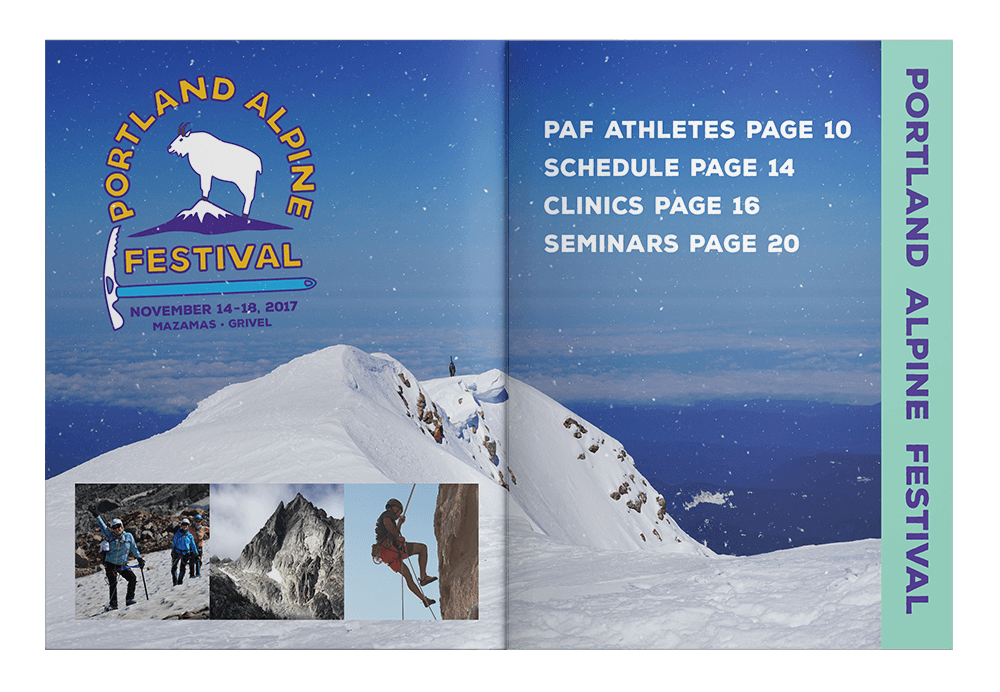 PORTLAND ALPINE
FESTIVAL
NOVEMBER 14-18, 2017
MAZAMAS • GRIVEL
PAF ATHLETES PAGE 10
SCHEDULE PAGE 14
CLINICS PAGE 16
SEMINARS PAGE 20
PORTLAND ALPINE FESTIVAL